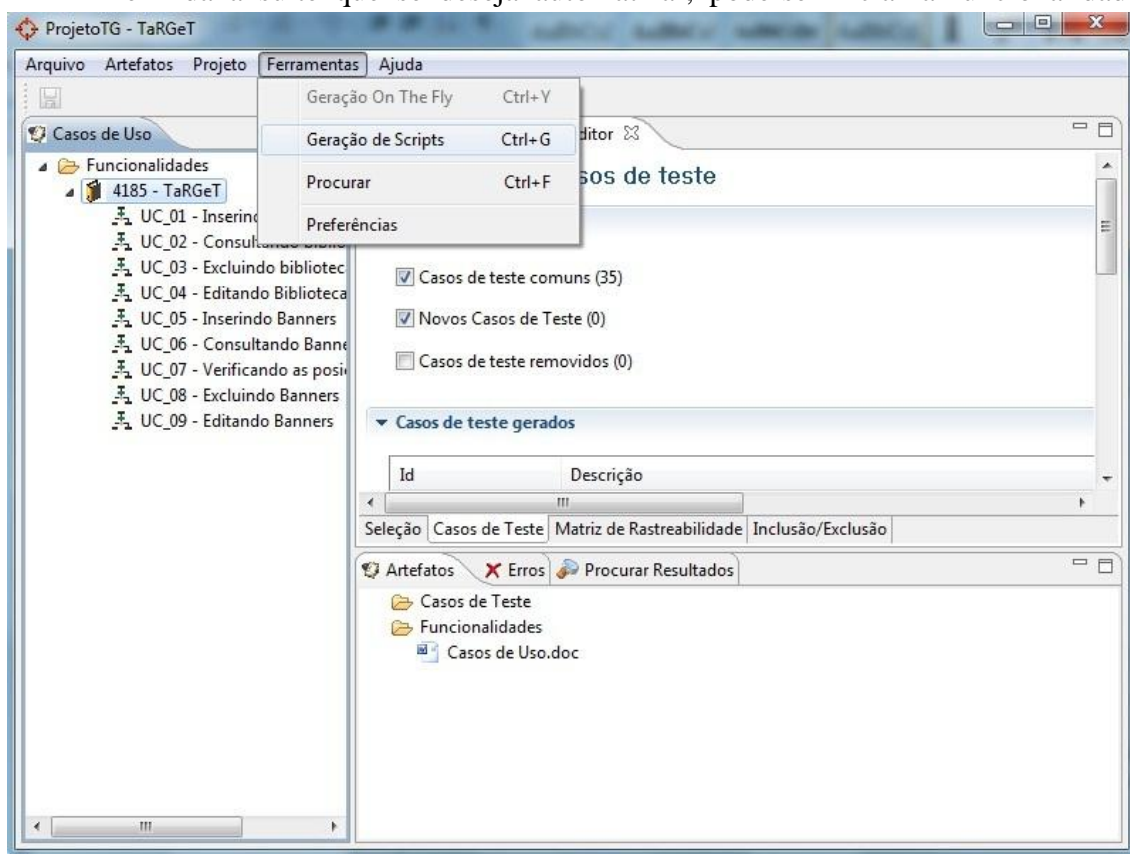 ProjetoTG - TaRGeT
Arquivo Artefatos Projeto Ferramentas Ajuda
Geração On The Fly Ctrl+Y
Geração de Scripts Ctrl+G
Procurar Ctrl+F
Preferências
Casos de Uso
Funcionalidades
4185 - TaRGeT
UC_01 - Inserind
UC_02 - Consul
UC_03 - Excluindo bibliotec
UC_04 - Editando Biblioteca
UC_05 - Inserindo Banners
UC_06 - Consultando Banne
UC_07 - Verificando as posi
UC_08 - Excluindo Banners
UC_09 - Editando Banners
ditor
sos de teste
Casos de teste comuns (35)
Novos Casos de Teste (0)
Casos de teste removidos (0)
Casos de teste gerados
Id Descrição
Seleção Casos de Teste Matriz de Rastreabilidade Inclusão/Exclusão
Artefatos Erros Procurar Resultados
Casos de Teste
Funcionalidades
Casos de Uso.doc